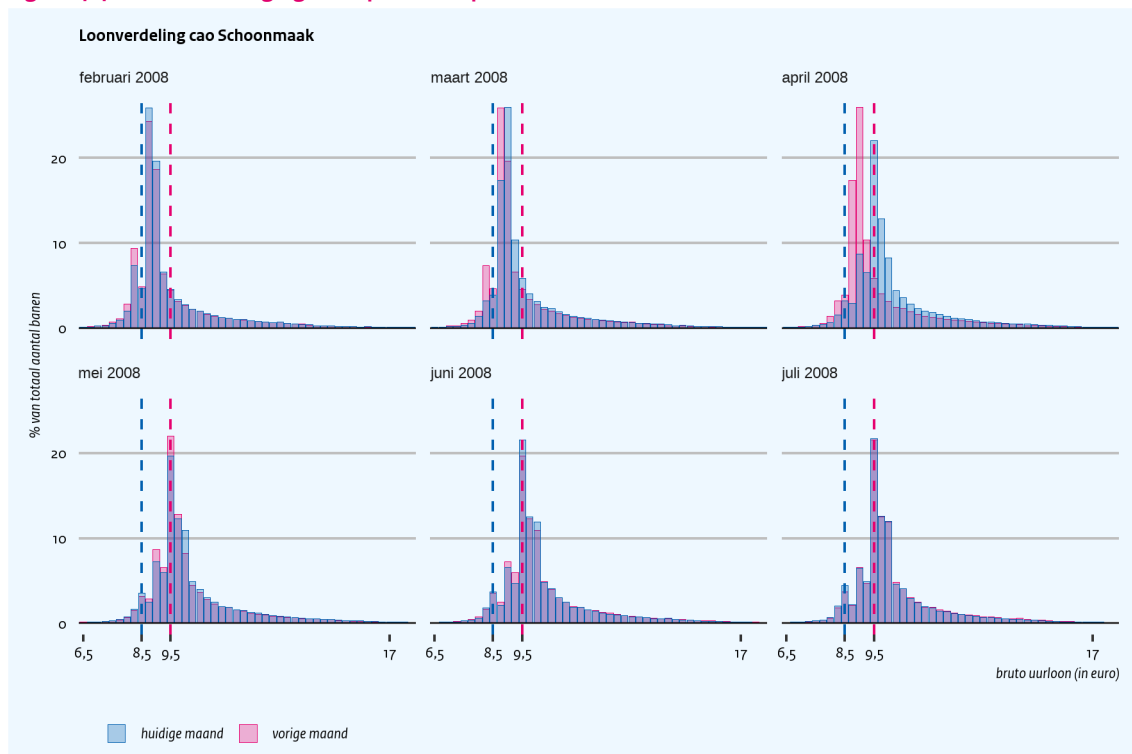 Loonverdeling cao Schoonmaak
februari 2008
maart 2008
april 2008
20
10
0
mei 2008
juni 2008
juli 2008
20
10
0
% van totaal aantal banen
6,5 8,5 9,5 17
6,5 8,5 9,5 17
6,5 8,5 9,5 17
bruto uurloon (in euro)
huidige maand
vorige maand